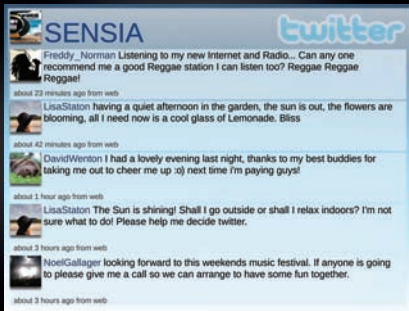 SENSIA
twitter
Freddy_Norman Listening to my new Internet and Radio... Can any one
recommend me a good Reggae station I can listen too? Reggae Reggae
Reggae!
about 23 minutes ago from web
LisaStaton having a quiet afternoon in the garden, the sun is out, the flowers are
blooming, all I need now is a cool glass of Lemonade. Bliss
about 42 minutes ago from web
DavidWenton I had a lovely evening last night, thanks to my best buddies for
taking me out to cheer me up :o) next time i'm paying guys!
about 1 hour ago from web
LisaStaton The Sun is shining! Shall I go outside or shall I relax indoors? I'm not
sure what to do! Please help me decide twitter.
about 3 hours ago from web
NoelGallager looking forward to this weekends music festival. If anyone is going
to please give me a call so we can arrange to have some fun together.
about 3 hours ago from web